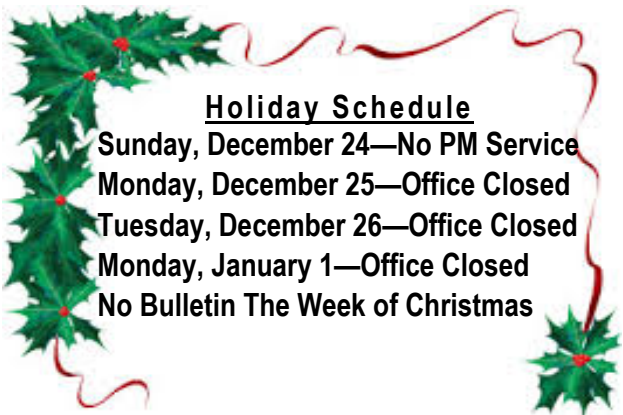 Holiday Schedule
Sunday, December 24—No PM Service
Monday, December 25—Office Closed
Tuesday, December 26—Office Closed
Monday, January 1—Office Closed
No Bulletin The Week of Christmas